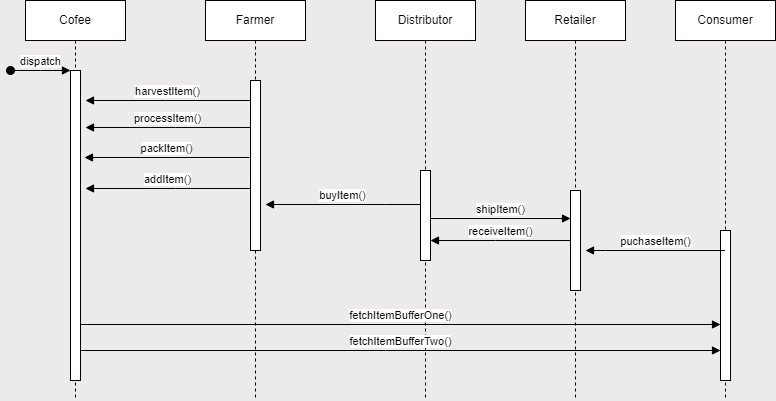 Cofee
Farmer
Distributor
Retailer
Consumer
dispatch
harvestItem()
processItem()
packItem()
addItem()
buyItem()
shipItem()
receiveItem()
puchaseItem()
fetchItemBufferOne()
fetchItemBufferTwo()